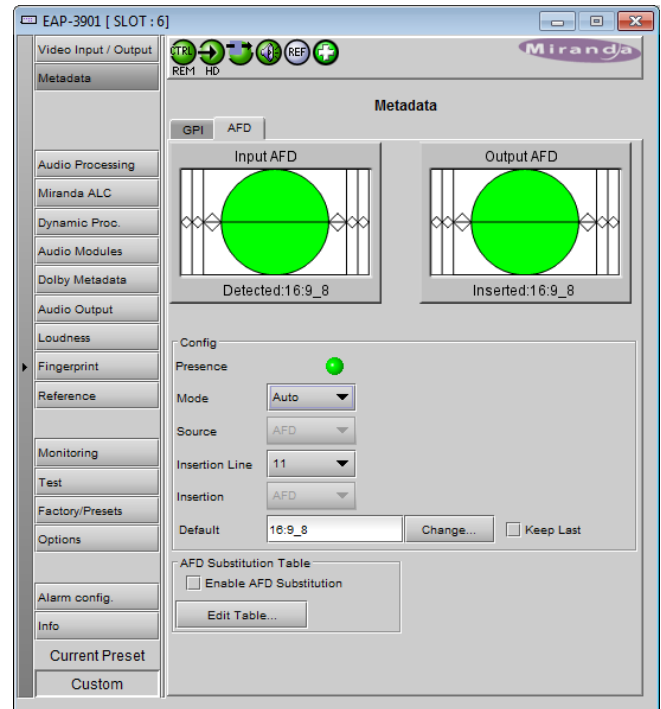 EAP-3901 [ SLOT : 6]
Video Input / Output
Metadata
Audio Processing
Miranda ALC
Dynamic Proc.
Audio Modules
Dolby Metadata
Audio Output
Loudness
Fingerprint
Reference
Monitoring
Test
Factory/Presets
Options
Alarm config.
Info
Current Preset
Custom
CTRL
REF
REM HD
Miranda
Metadata
GPI AFD
Input AFD
Detected:16:9_8
Output AFD
Inserted:16:9_8
Config
Presence
Mode Auto
Source AFD
Insertion Line 11
Insertion AFD
Default 16:9_8 Change... Keep Last
AFD Substitution Table
Enable AFD Substitution
Edit Table...